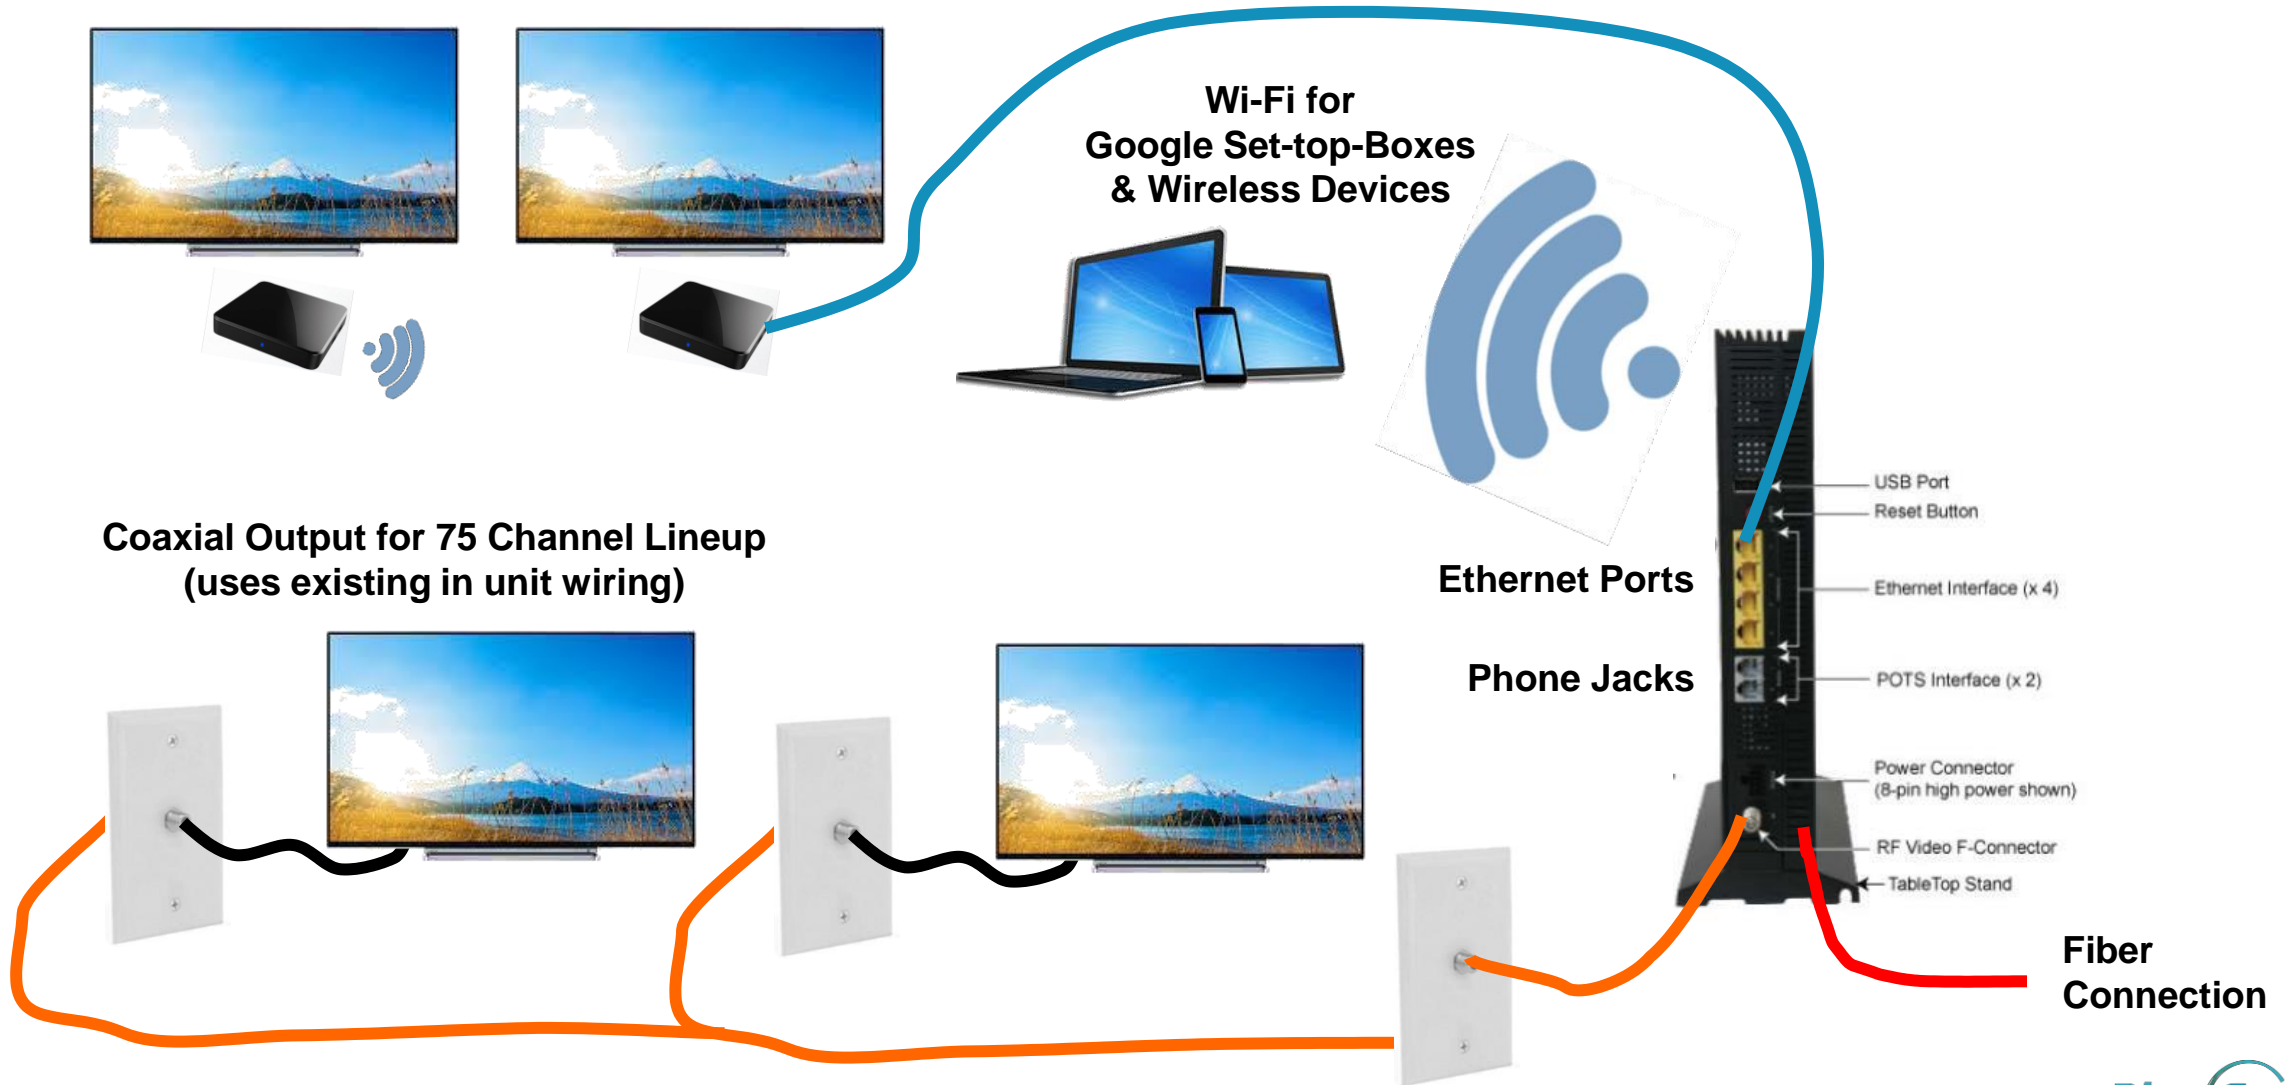 Wi-Fi for
Google Set-top-Boxes
& Wireless Devices
Coaxial Output for 75 Channel Lineup
(uses existing in unit wiring)
Ethernet Ports
Phone Jacks
USB Port
Reset Button
Ethernet Interface (x 4)
POTS Interface (x 2)
Power Connector
(8-pin high power shown)
RF Video F-Connector
TableTop Stand
Fiber
Connection